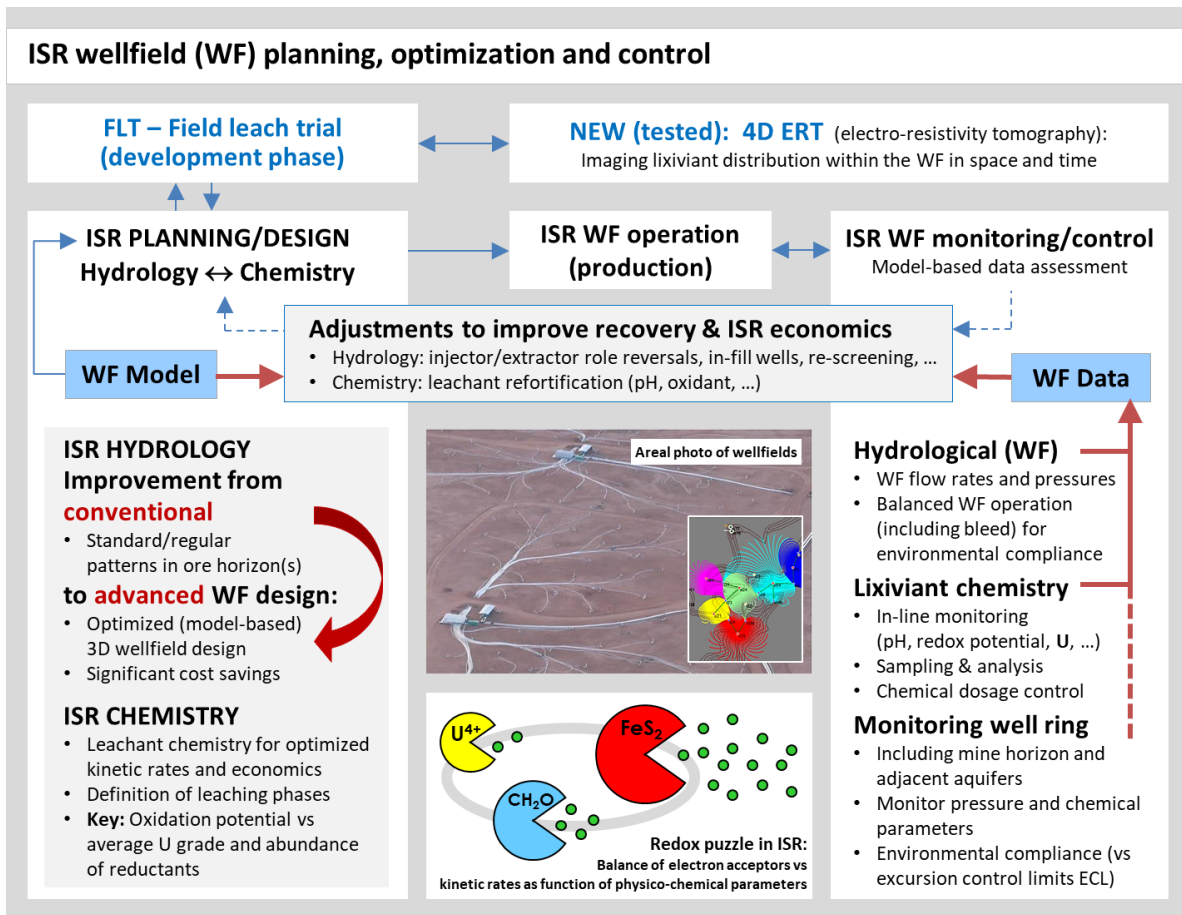 ISR wellfield (WF) planning, optimization and control
FLT – Field leach trial
(development phase)
NEW (tested): 4D ERT (electro-resistivity tomography):
Imaging lixiviant distribution within the WF in space and time
ISR PLANNING/DESIGN
Hydrology ↔ Chemistry
ISR WF operation
(production)
ISR WF monitoring/control
Model-based data assessment
Adjustments to improve recovery & ISR economics
• Hydrology: injector/extractor role reversals, in-fill wells, re-screening, ...
• Chemistry: leachant refortification (pH, oxidant, ...)
WF Model
WF Data
ISR HYDROLOGY
Improvement from
conventional
• Standard/regular
patterns in ore horizon(s)
to advanced WF design:
• Optimized (model-based)
3D wellfield design
• Significant cost savings
ISR CHEMISTRY
• Leachant chemistry for optimized
kinetic rates and economics
• Definition of leaching phases
• Key: Oxidation potential vs
average U grade and abundance
of reductants
Areal photo of wellfields
U⁴⁺
FeS₂
CH₂O
Redox puzzle in ISR:
Balance of electron acceptors vs
kinetic rates as function of physico-chemical parameters
Hydrological (WF)
• WF flow rates and pressures
• Balanced WF operation
(including bleed) for
environmental compliance
Lixiviant chemistry
• In-line monitoring
(pH, redox potential, U, ...)
• Sampling & analysis
• Chemical dosage control
Monitoring well ring
• Including mine horizon and
adjacent aquifers
• Monitor pressure and chemical
parameters
• Environmental compliance (vs
excursion control limits ECL)